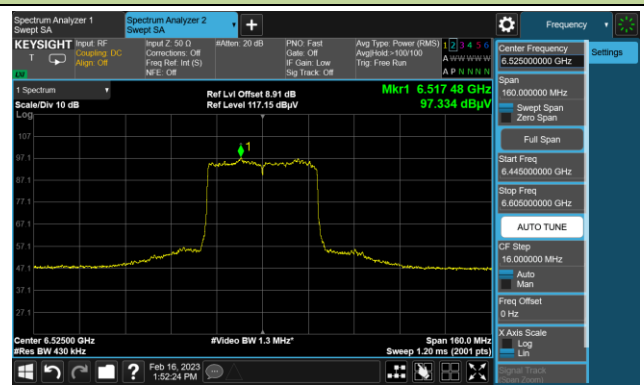 Spectrum Analyzer 1
Swept SA
Spectrum Analyzer 2
Swept SA
Frequency
KEYSIGHT
T
LXI
Input: RF
Coupling: DC
Align: Off
Input Z: 50 Ω
Corrections: Off
Freq Ref: Int (S)
NFE: Off
#Atten: 20 dB
PNO: Fast
Gate: Off
IF Gain: Low
Sig Track: Off
Avg Type: Power (RMS)
Avg|Hold:>100/100
Trig: Free Run
1 2 3 4 5 6
A W W W W W
A P N N N N
1 Spectrum
Scale/Div 10 dB
Log
Ref Lvl Offset 8.91 dB
Ref Level 117.15 dBµV
Mkr1 6.517 48 GHz
97.334 dBµV
107
97.1
87.1
77.1
67.1
57.1
47.1
37.1
27.1
1
Center 6.52500 GHz
#Res BW 430 kHz
#Video BW 1.3 MHz*
Span 160.0 MHz
Sweep 1.20 ms (2001 pts)
Feb 16, 2023
1:52:24 PM
Center Frequency
6.525000000 GHz
Settings
Span
160.000000 MHz
Swept Span
Zero Span
Full Span
Start Freq
6.445000000 GHz
Stop Freq
6.605000000 GHz
AUTO TUNE
CF Step
16.000000 MHz
Auto
Man
Freq Offset
0 Hz
X Axis Scale
Log
Lin
Signal Track
(Span Zoom)